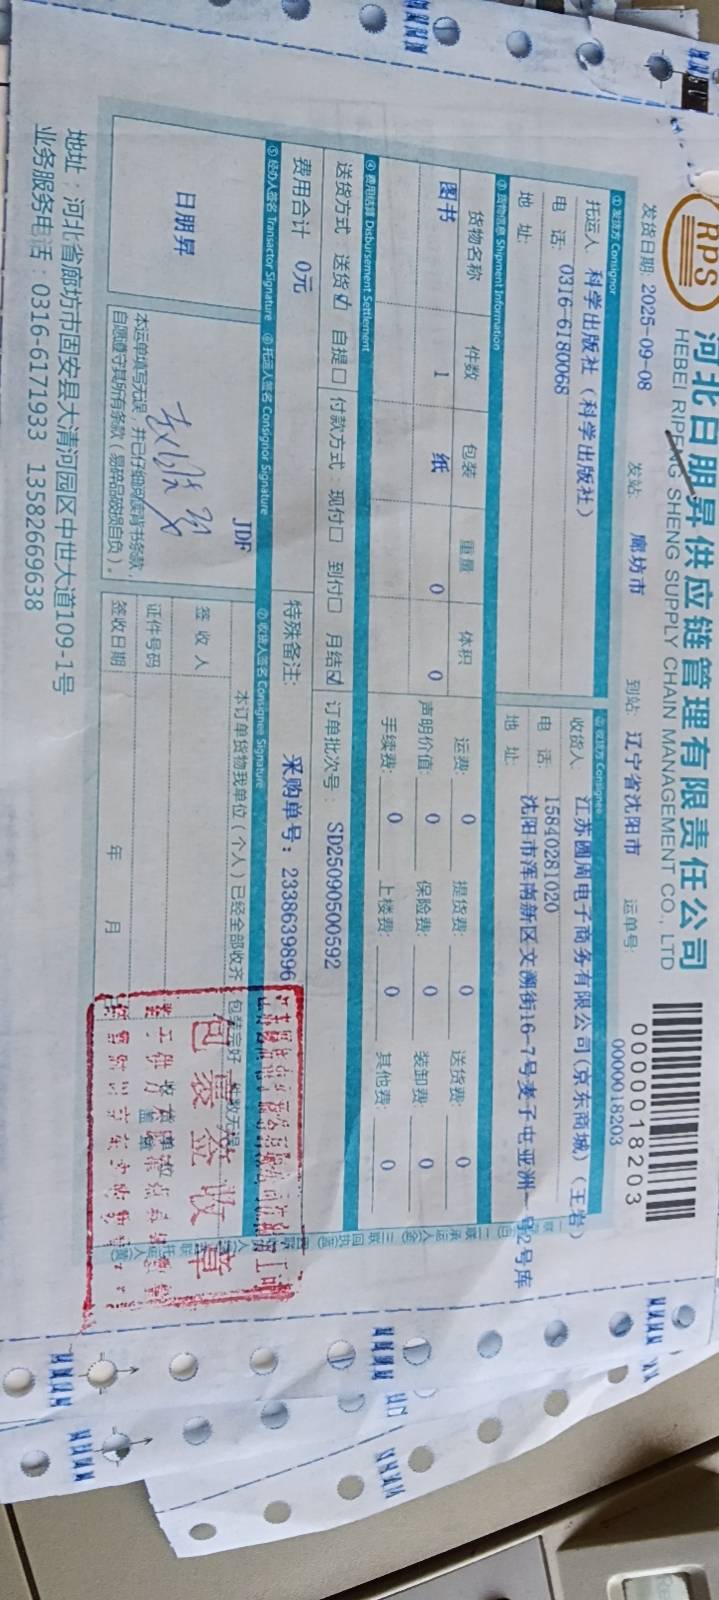 RPS
河北日朋昇供应链管理有限责任公司
HEBEI RIPENG SHENG SUPPLY CHAIN MANAGEMENT CO., LTD
0000018203
发货日期: 2025-09-08 发站: 廊坊市 到站: 辽宁省沈阳市 运单号: 0000018203
① 发货方 Consignor ② 收货方 Consignee
托运人: 科学出版社（科学出版社） 收货人: 江苏圆周电子商务有限公司(京东商城)（王岩）
电 话: 0316-6180068 电 话: 15840281020
地 址: 地 址: 沈阳市浑南新区文溯街16-7号麦子屯亚洲一号2号库
③ 货物信息 Shipment Information
货物名称 件数 包装 重量 体积 运费: 0 提货费: 0 送货费: 0
图书 1 纸 0 0 声明价值: 0 保险费: 0 装卸费: 0
手续费: 0 上楼费: 0 其他费: 0
④ 费用结算 Disbursement Settlement
送货方式: 送货☑ 自提□ 付款方式: 现付□ 到付□ 月结☑ 订单批次号: SD25090500592
费用合计 0元 特殊备注: 采购单号: 2338639896
⑤ 经办人签名 Transactor Signature ⑥ 托运人签名 Consignor Signature ⑦ 收货人签名 Consignee Signature
日朋昇
JDF
本运单填写无误，并已仔细阅读背书条款，
自愿遵守其所有条款（易碎品破损自负）。
本订单货物我单位（个人）已经全部收齐，包装完好，件数无误
签 收 人
证件号码
签收日期 年 月 日
包裹签收章
地址：河北省廊坊市固安县大清河园区中世大道109-1号
业务服务电话：0316-6171933 13582669638